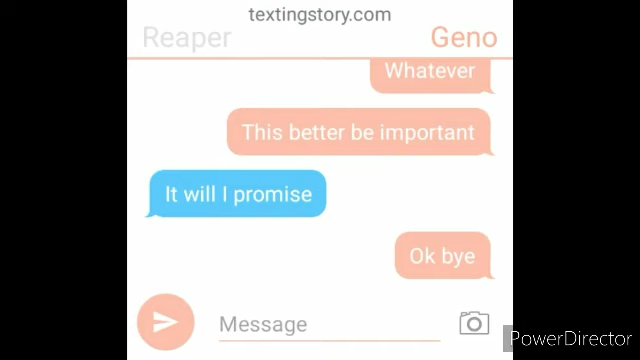 textingstory.com
Reaper
Geno
Whatever
This better be important
It will I promise
Ok bye
Message
PowerDirector